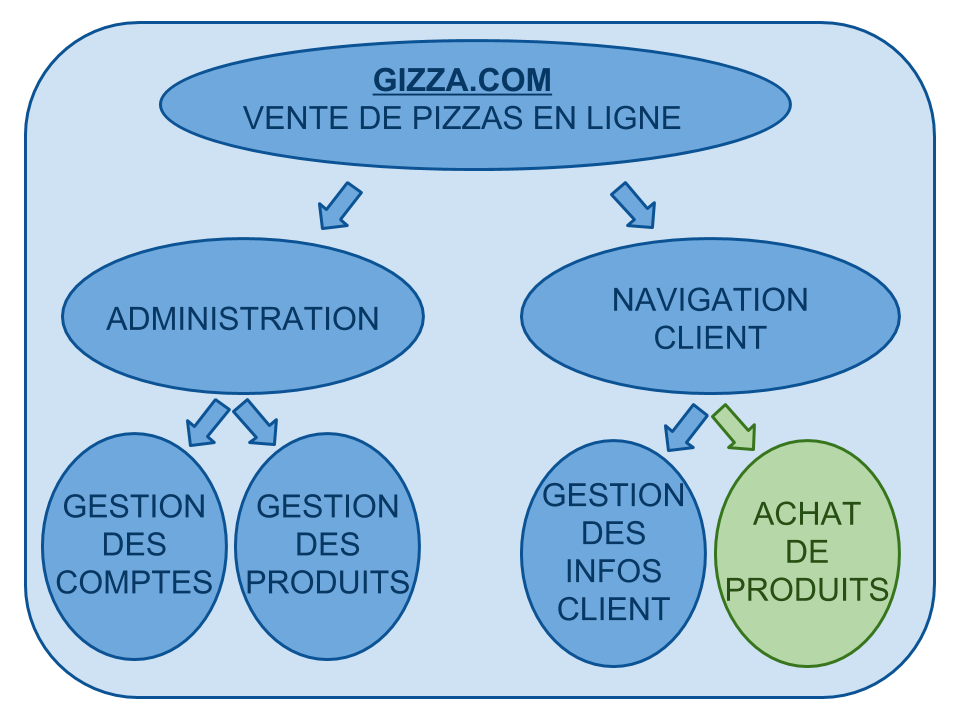 GIZZA.COM
VENTE DE PIZZAS EN LIGNE
ADMINISTRATION
NAVIGATION
CLIENT
GESTION
DES
COMPTES
GESTION
DES
PRODUITS
GESTION
DES
INFOS
CLIENT
ACHAT
DE
PRODUITS